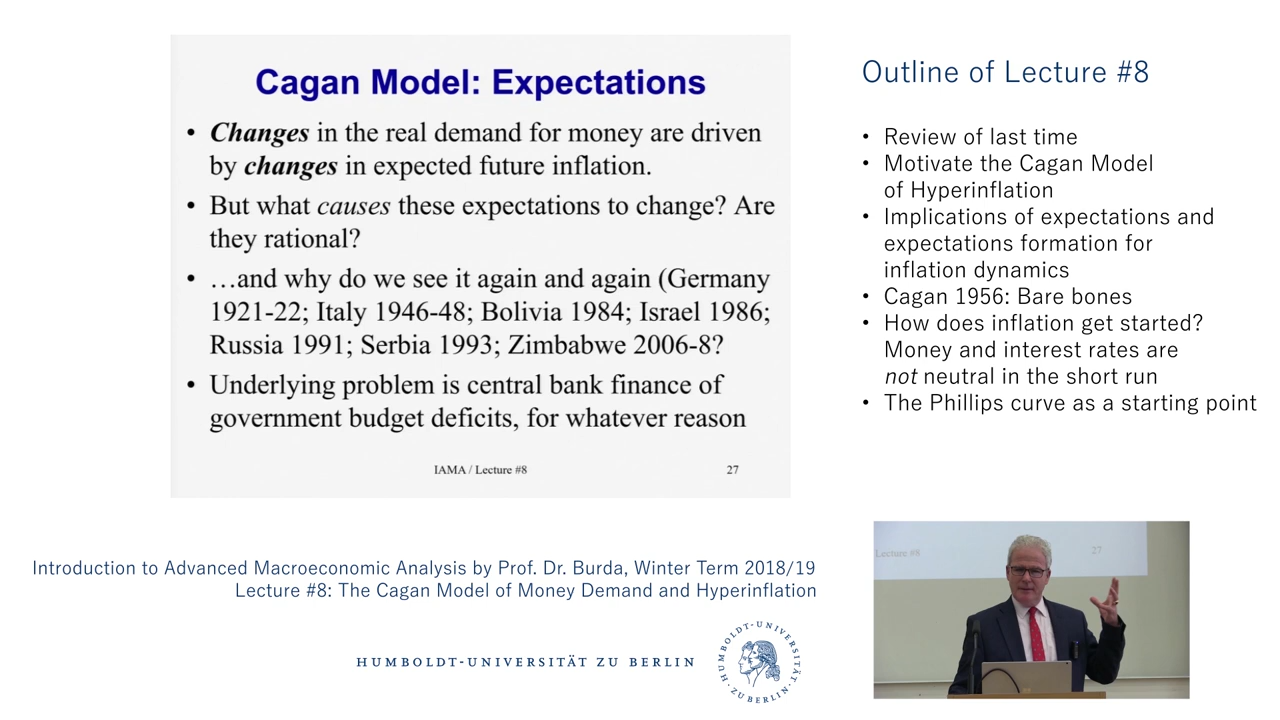 Cagan Model: Expectations
• Changes in the real demand for money are driven
by changes in expected future inflation.
• But what causes these expectations to change? Are
they rational?
• …and why do we see it again and again (Germany
1921-22; Italy 1946-48; Bolivia 1984; Israel 1986;
Russia 1991; Serbia 1993; Zimbabwe 2006-8?
• Underlying problem is central bank finance of
government budget deficits, for whatever reason
IAMA / Lecture #8
27
Outline of Lecture #8
• Review of last time
• Motivate the Cagan Model
of Hyperinflation
• Implications of expectations and
expectations formation for
inflation dynamics
• Cagan 1956: Bare bones
• How does inflation get started?
Money and interest rates are
not neutral in the short run
• The Phillips curve as a starting point
Lecture #8
27
Introduction to Advanced Macroeconomic Analysis by Prof. Dr. Burda, Winter Term 2018/19
Lecture #8: The Cagan Model of Money Demand and Hyperinflation
HUMBOLDT-UNIVERSITÄT ZU BERLIN
HUMBOLDT-UNIVERSITÄT
ZU BERLIN